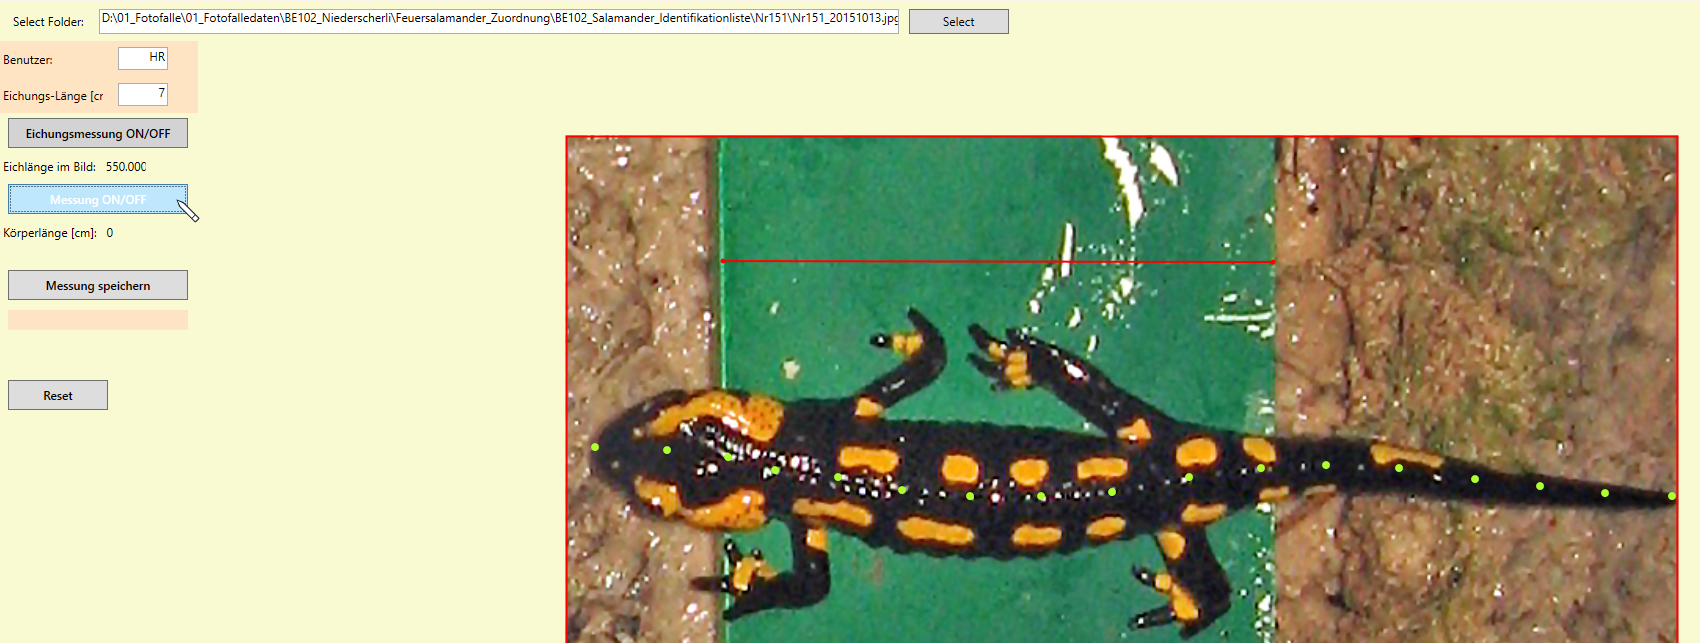 Select Folder: D:\01_Fotofalle\01_Fotofalledaten\BE102_Niederscherli\Feuersalamander_Zuordnung\BE102_Salamander_Identifikationliste\Nr151\Nr151_20151013.jpg Select
Benutzer: HR
Eichungs-Länge [cr 7
Eichungsmessung ON/OFF
Eichlänge im Bild: 550.000
Messung ON/OFF
Körperlänge [cm]: 0
Messung speichern
Reset